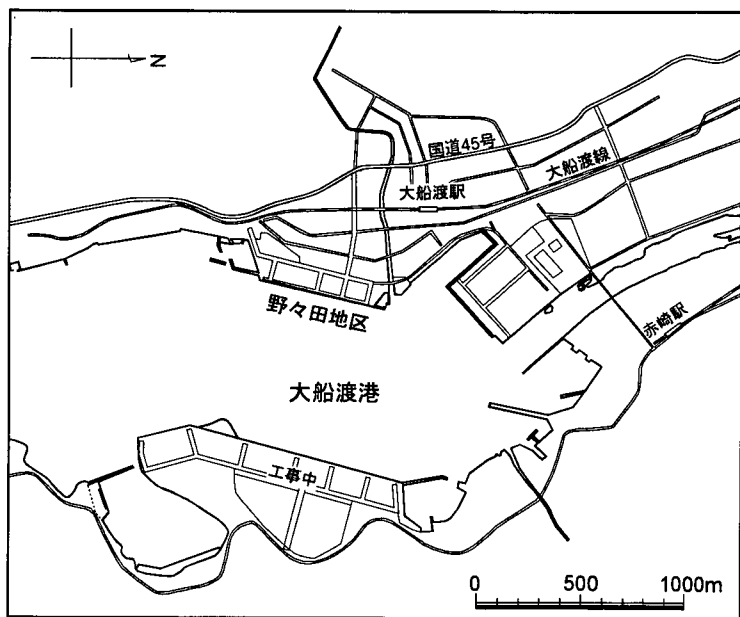 N
国道45号
大船渡線
大船渡駅
野々田地区
赤崎駅
大船渡港
工事中
0 500 1000m